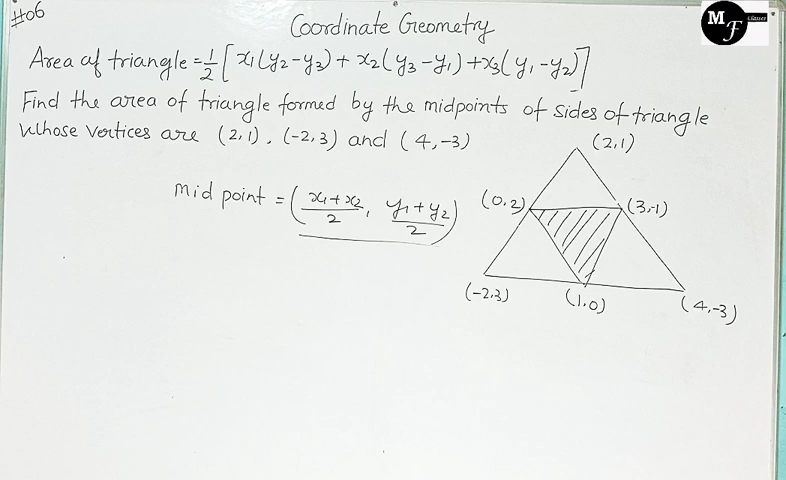 #06
Coordinate Geometry
M F Classes
Area of triangle = 1/2 [ x₁(y₂-y₃) + x₂(y₃-y₁) + x₃(y₁-y₂)]
Find the area of triangle formed by the midpoints of sides of triangle
whose vertices are (2,1), (-2,3) and (4,-3)
(2,1)
Mid point = ( x₁+x₂/2, y₁+y₂/2 )
(0,2)
(3,-1)
(-2,3)
(1,0)
(4,-3)